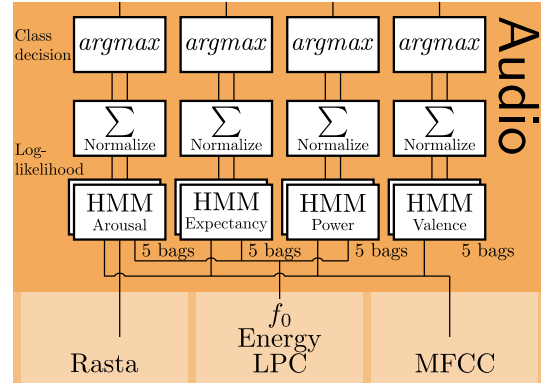 Class
decision
argmax argmax argmax argmax
Audio
∑ ∑ ∑ ∑
Normalize Normalize Normalize Normalize
Log-
likelihood
HMM HMM HMM HMM
Arousal Expectancy Power Valence
5 bags 5 bags 5 bags 5 bags
f0
Energy
Rasta LPC MFCC